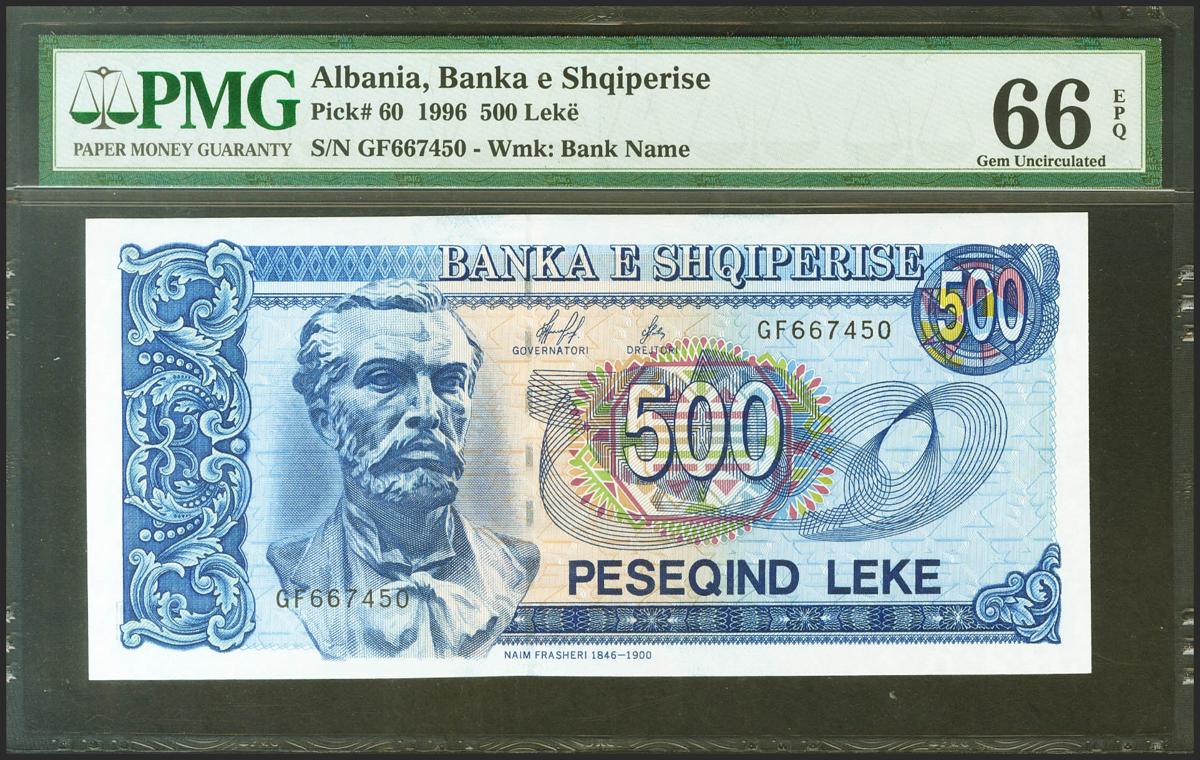 PMG
PAPER MONEY GUARANTY
Albania, Banka e Shqiperise
Pick# 60 1996 500 Lekë
S/N GF667450 - Wmk: Bank Name
66
EPQ
Gem Uncirculated
BANKA E SHQIPERISE
500
GOVERNATORI
DREJTORI
GF667450
500
PESEQIND LEKE
GF667450
NAIM FRASHERI 1846–1900